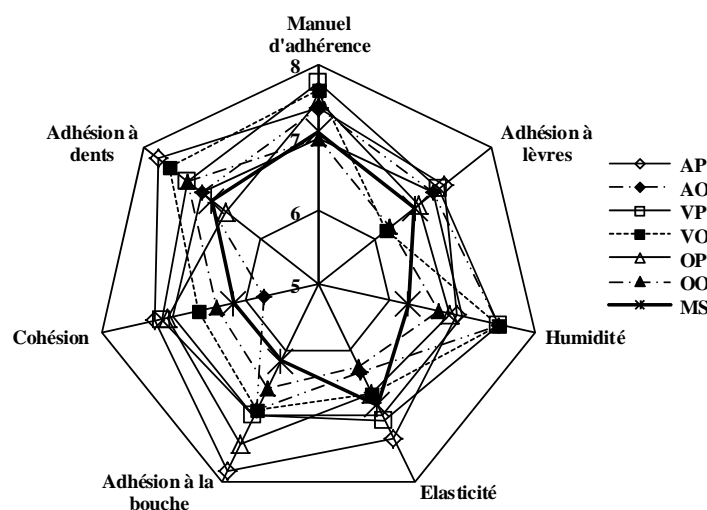 Manuel
d'adhérence
8
Adhésion à
dents
7
Adhésion à
lèvres
6
5
Cohésion
Humidité
Adhésion à la
bouche
Elasticité
AP
AO
VP
VO
OP
OO
MS